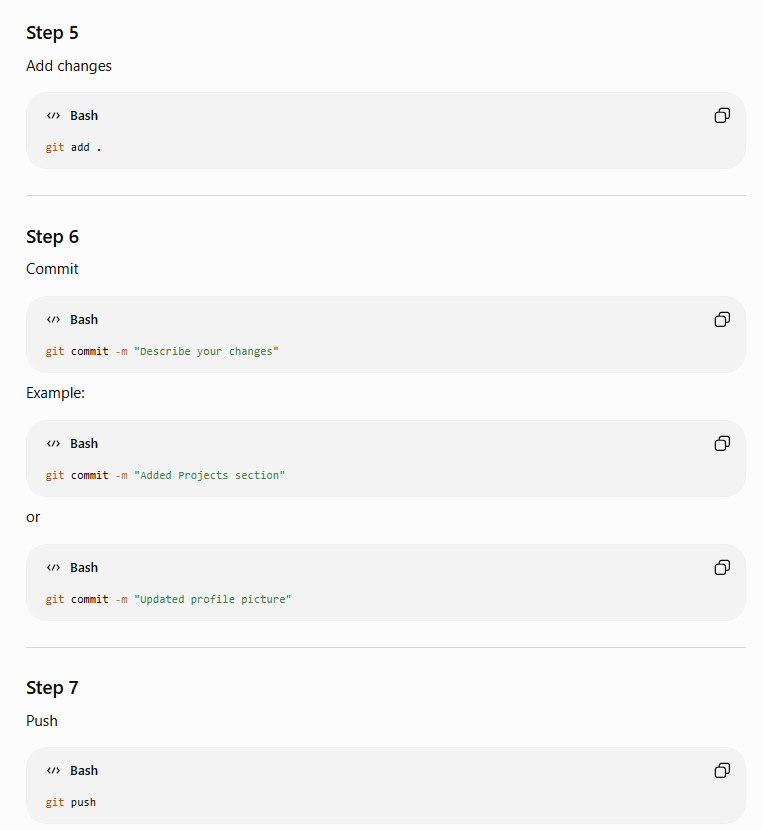 Step 5
Add changes
Bash
git add .
Step 6
Commit
Bash
git commit -m "Describe your changes"
Example:
Bash
git commit -m "Added Projects section"
or
Bash
git commit -m "Updated profile picture"
Step 7
Push
Bash
git push